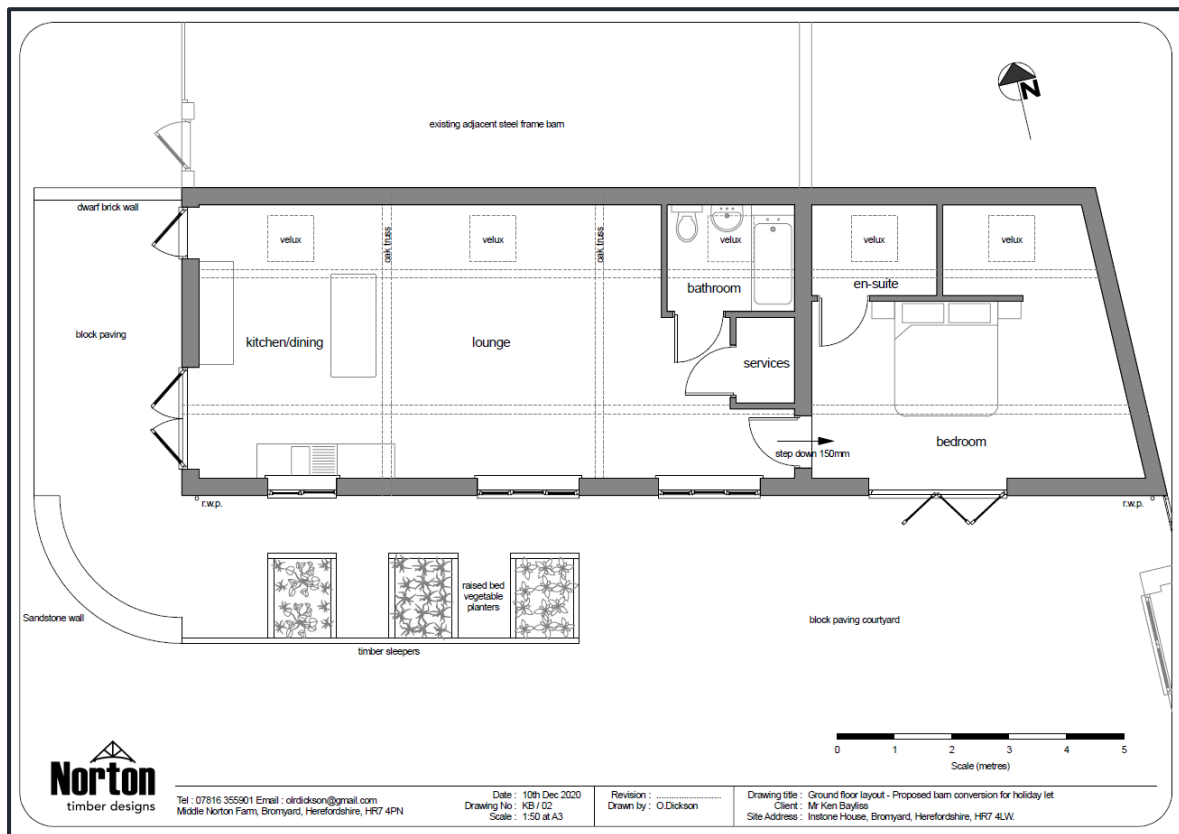 existing adjacent steel frame barn
N
dwarf brick wall
velux
oak truss
velux
oak truss
velux
velux
velux
bathroom
en-suite
block paving
kitchen/dining
lounge
services
bedroom
step down 150mm
r.w.p.
r.w.p.
raised bed
vegetable
planters
Sandstone wall
block paving courtyard
timber sleepers
0 1 2 3 4 5
Scale (metres)
Norton
timber designs
Tel : 07816 355901 Email : olrdickson@gmail.com
Middle Norton Farm, Bromyard, Herefordshire, HR7 4PN
Date : 10th Dec 2020
Drawing No : KB / 02
Scale : 1:50 at A3
Revision : ........................
Drawn by : O.Dickson
Drawing title : Ground floor layout - Proposed barn conversion for holiday let
Client : Mr Ken Bayliss
Site Address : Instone House, Bromyard, Herefordshire, HR7 4LW.